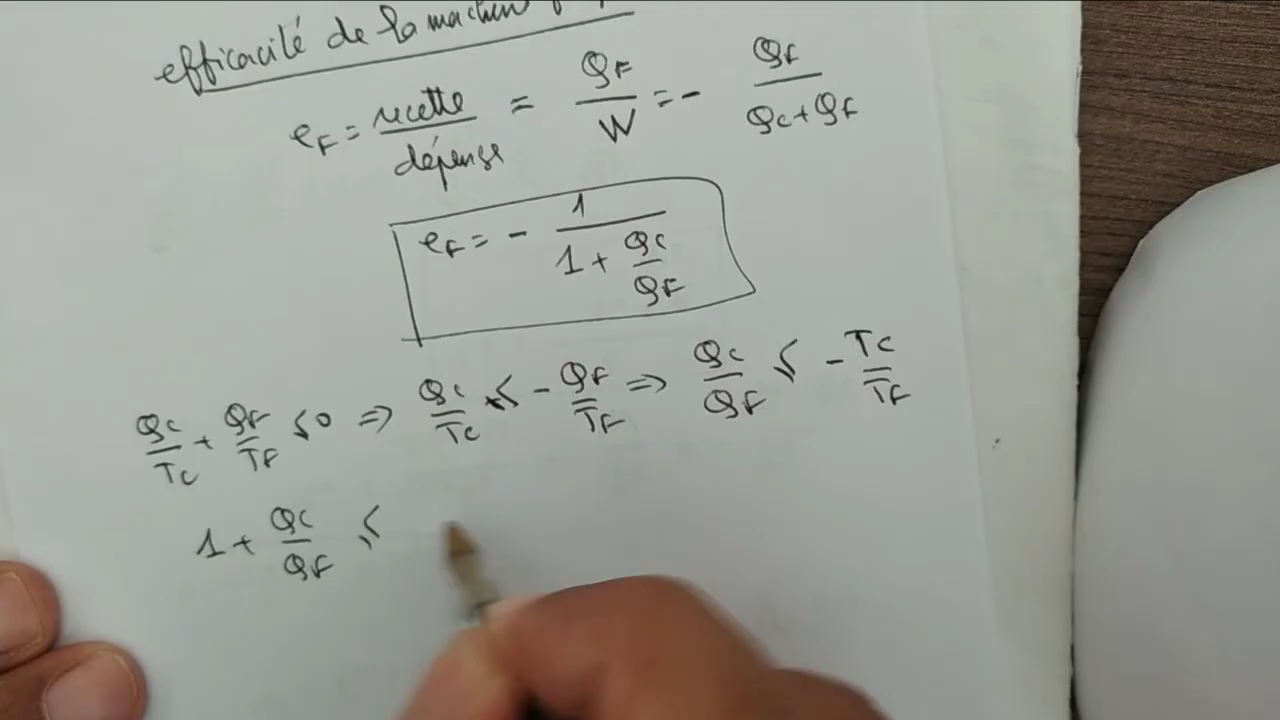 efficacité de la machin
e_F = recette/dépense = Q_F/W = - Q_F/(Q_C + Q_F)
e_F = - 1/(1 + Q_C/Q_F)
Q_C/T_C + Q_F/T_F ≤ 0 ⇒ Q_C/T_C ≤ - Q_F/T_F ⇒ Q_C/Q_F ≤ - T_C/T_F
1 + Q_C/Q_F ≤